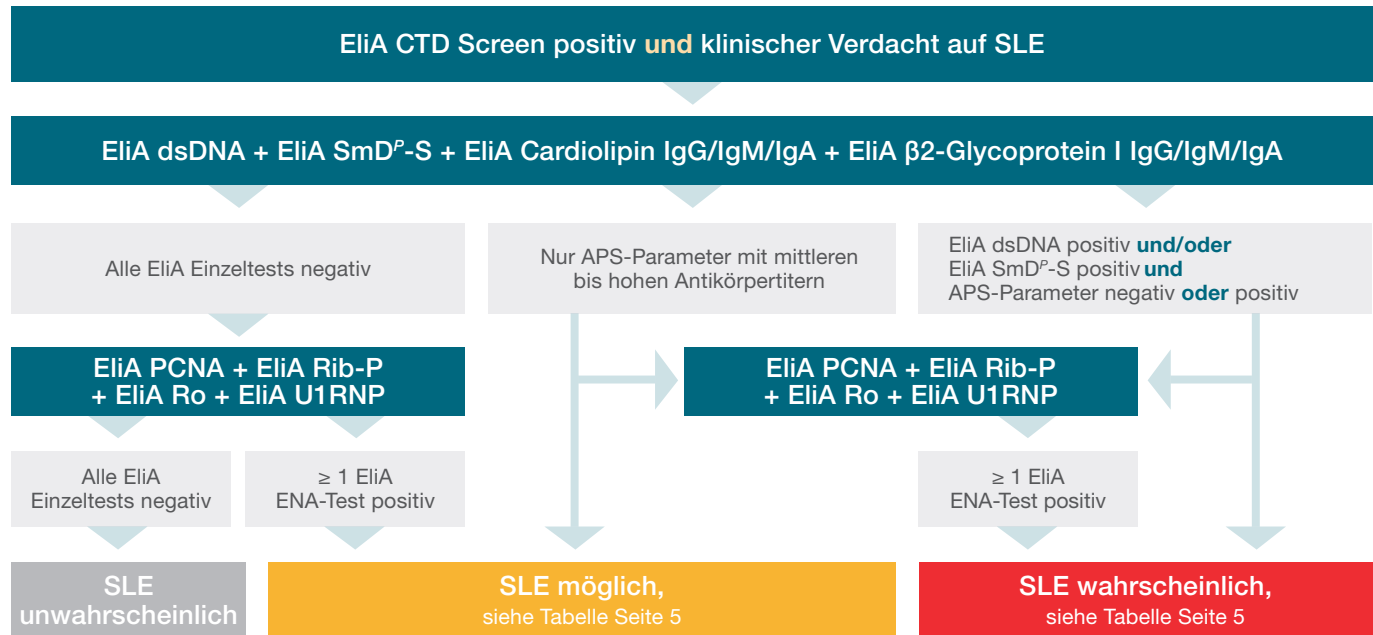 EliA CTD Screen positiv und klinischer Verdacht auf SLE
EliA dsDNA + EliA SmDᴾ-S + EliA Cardiolipin IgG/IgM/IgA + EliA β2-Glycoprotein I IgG/IgM/IgA
Alle EliA Einzeltests negativ
Nur APS-Parameter mit mittleren
bis hohen Antikörpertitern
EliA dsDNA positiv und/oder
EliA SmDᴾ-S positiv und
APS-Parameter negativ oder positiv
EliA PCNA + EliA Rib-P
+ EliA Ro + EliA U1RNP
EliA PCNA + EliA Rib-P
+ EliA Ro + EliA U1RNP
Alle EliA
Einzeltests negativ
≥ 1 EliA
ENA-Test positiv
≥ 1 EliA
ENA-Test positiv
SLE
unwahrscheinlich
SLE möglich,
siehe Tabelle Seite 5
SLE wahrscheinlich,
siehe Tabelle Seite 5